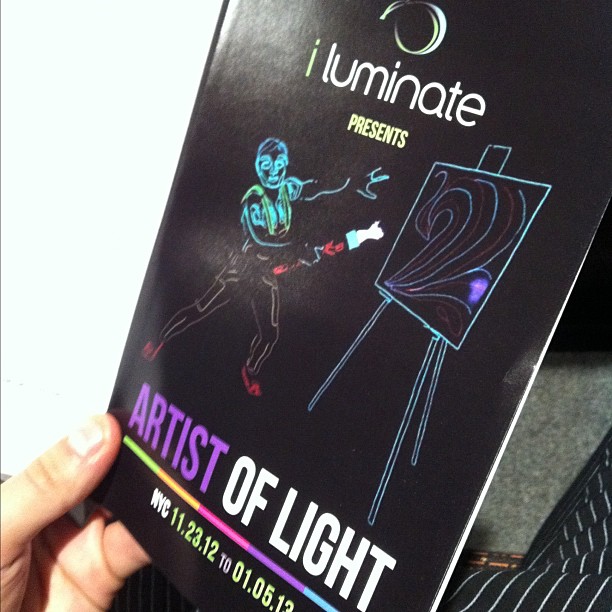 i luminate
PRESENTS
ARTIST OF LIGHT
NYC 11.23.12 TO 01.05.13